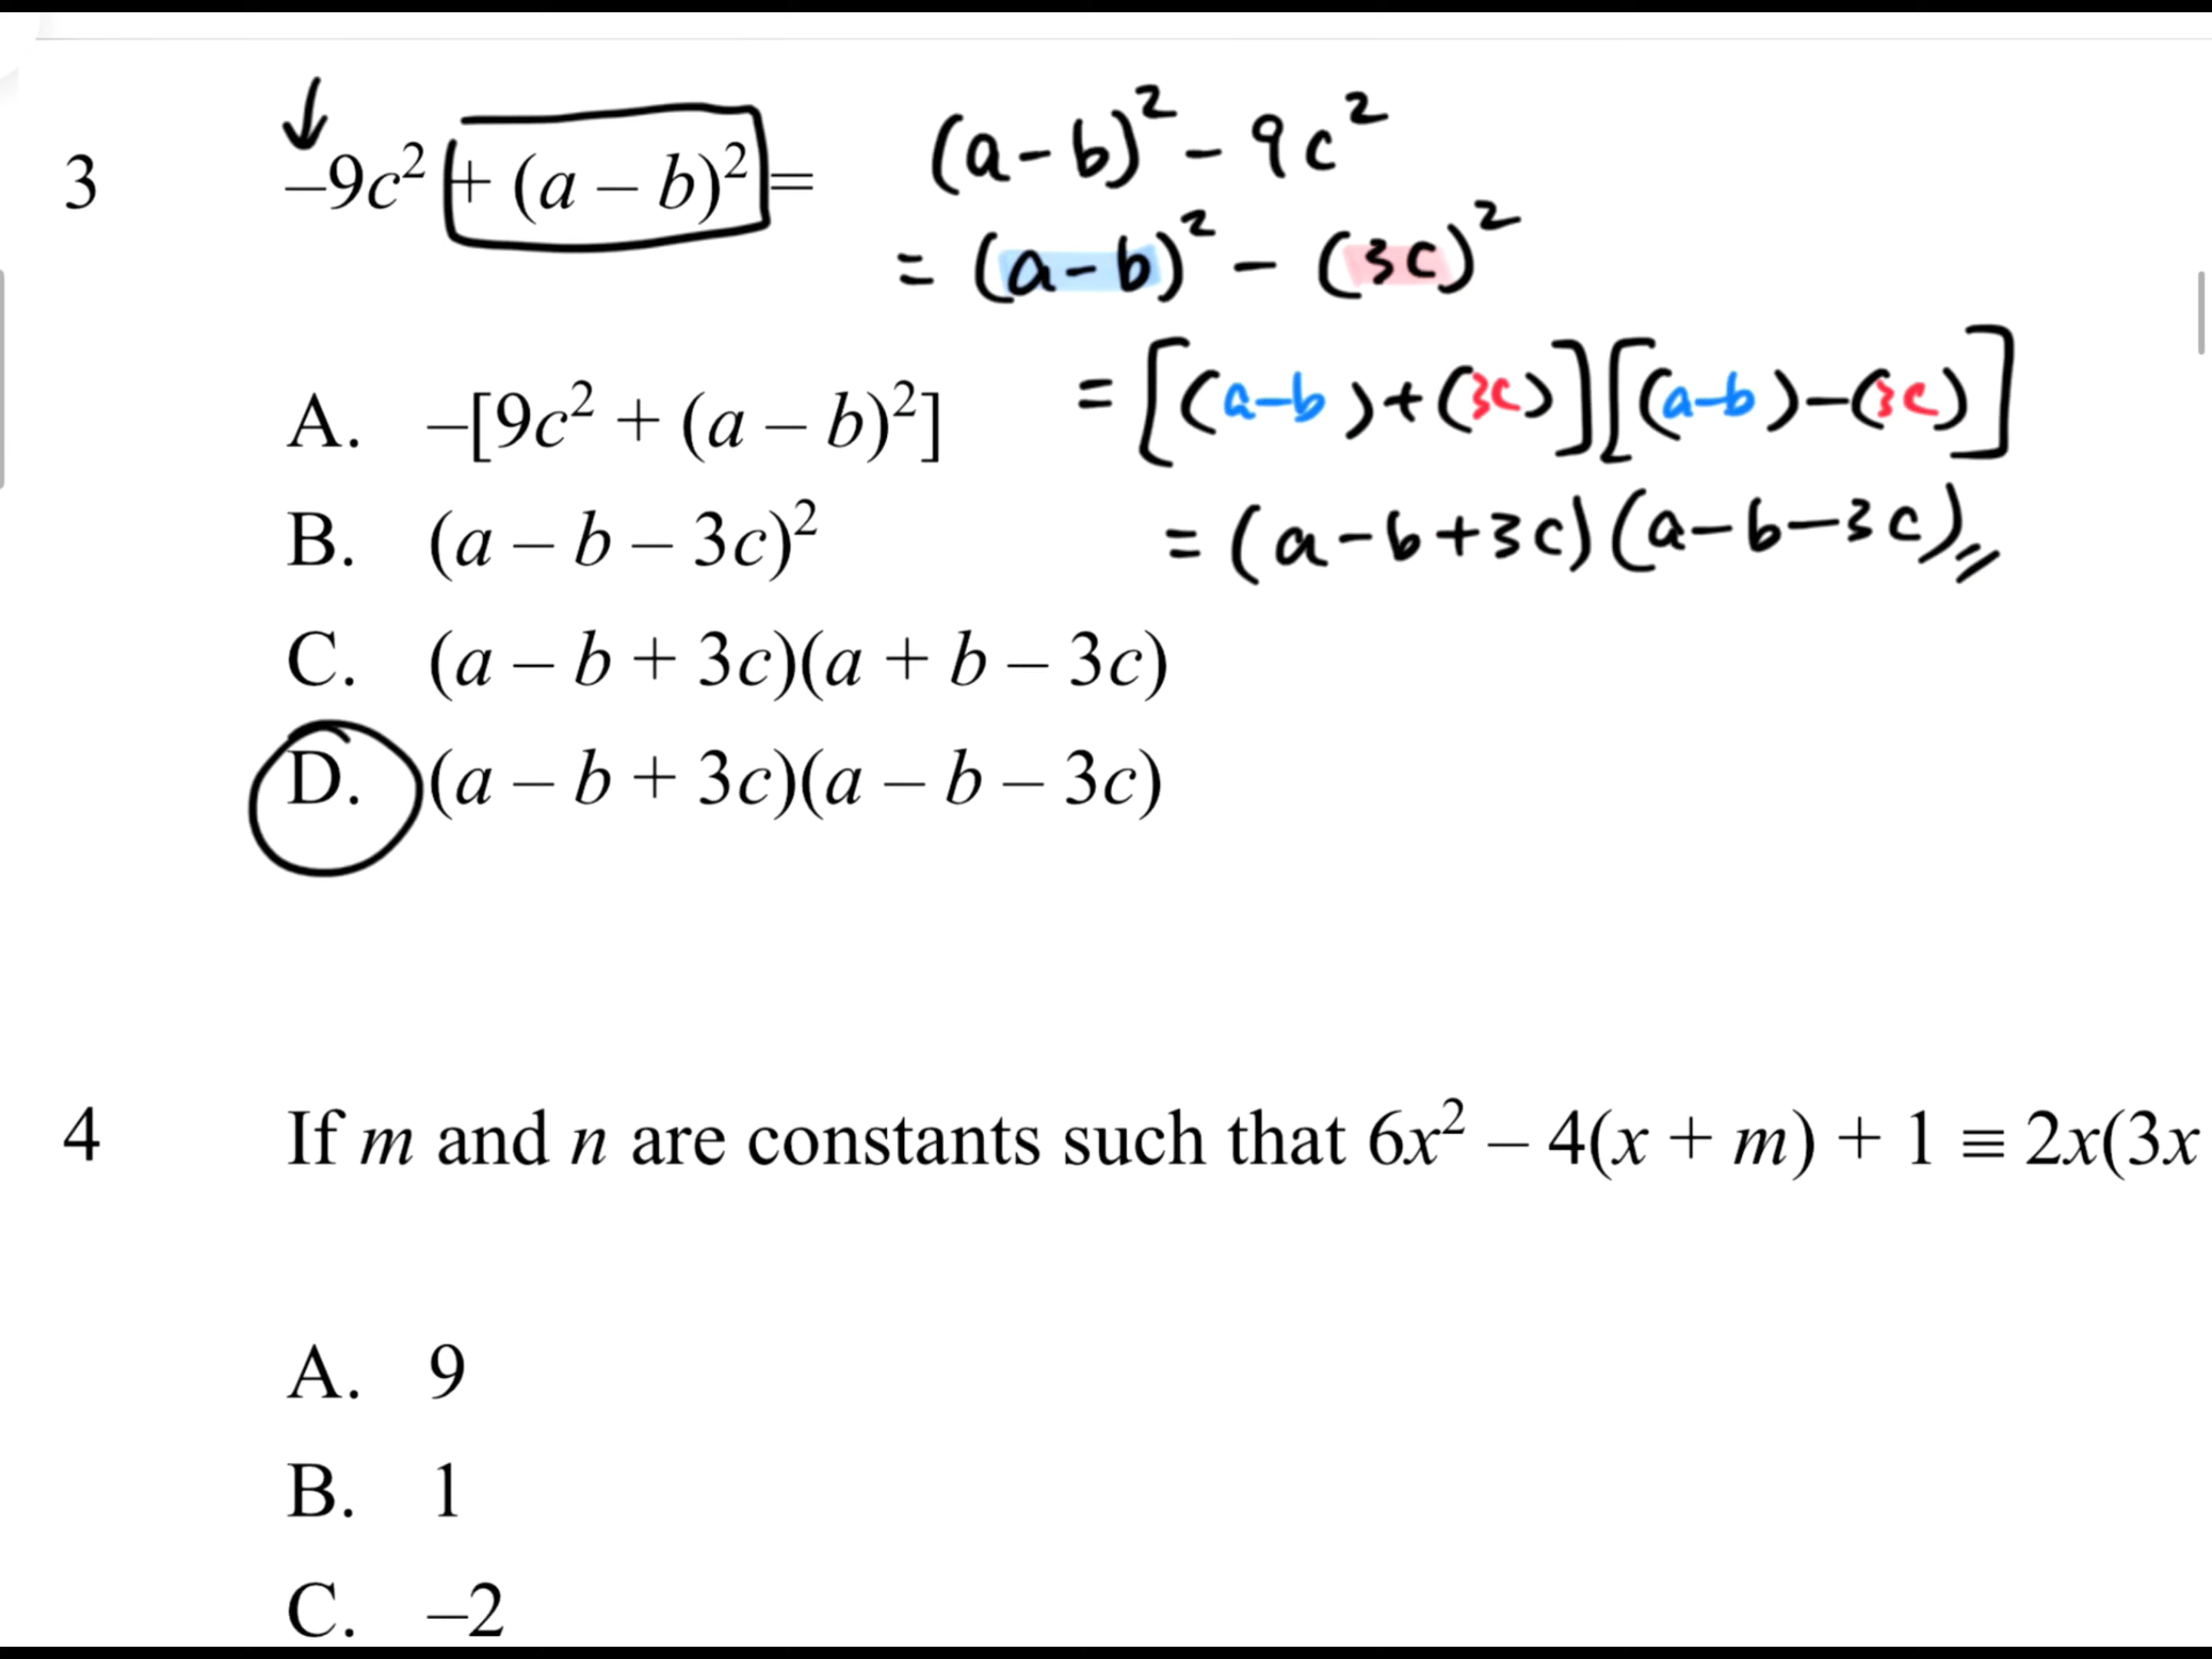 3 –9c² + (a – b)² = (a-b)² - 9c²
= (a-b)² - (3c)²
= [(a-b)+(3c)][(a-b)-(3c)]
= (a-b+3c)(a-b-3c)
A. –[9c² + (a – b)²]
B. (a – b – 3c)²
C. (a – b + 3c)(a + b – 3c)
D. (a – b + 3c)(a – b – 3c)
4 If m and n are constants such that 6x² – 4(x + m) + 1 ≡ 2x(3x
A. 9
B. 1
C. –2